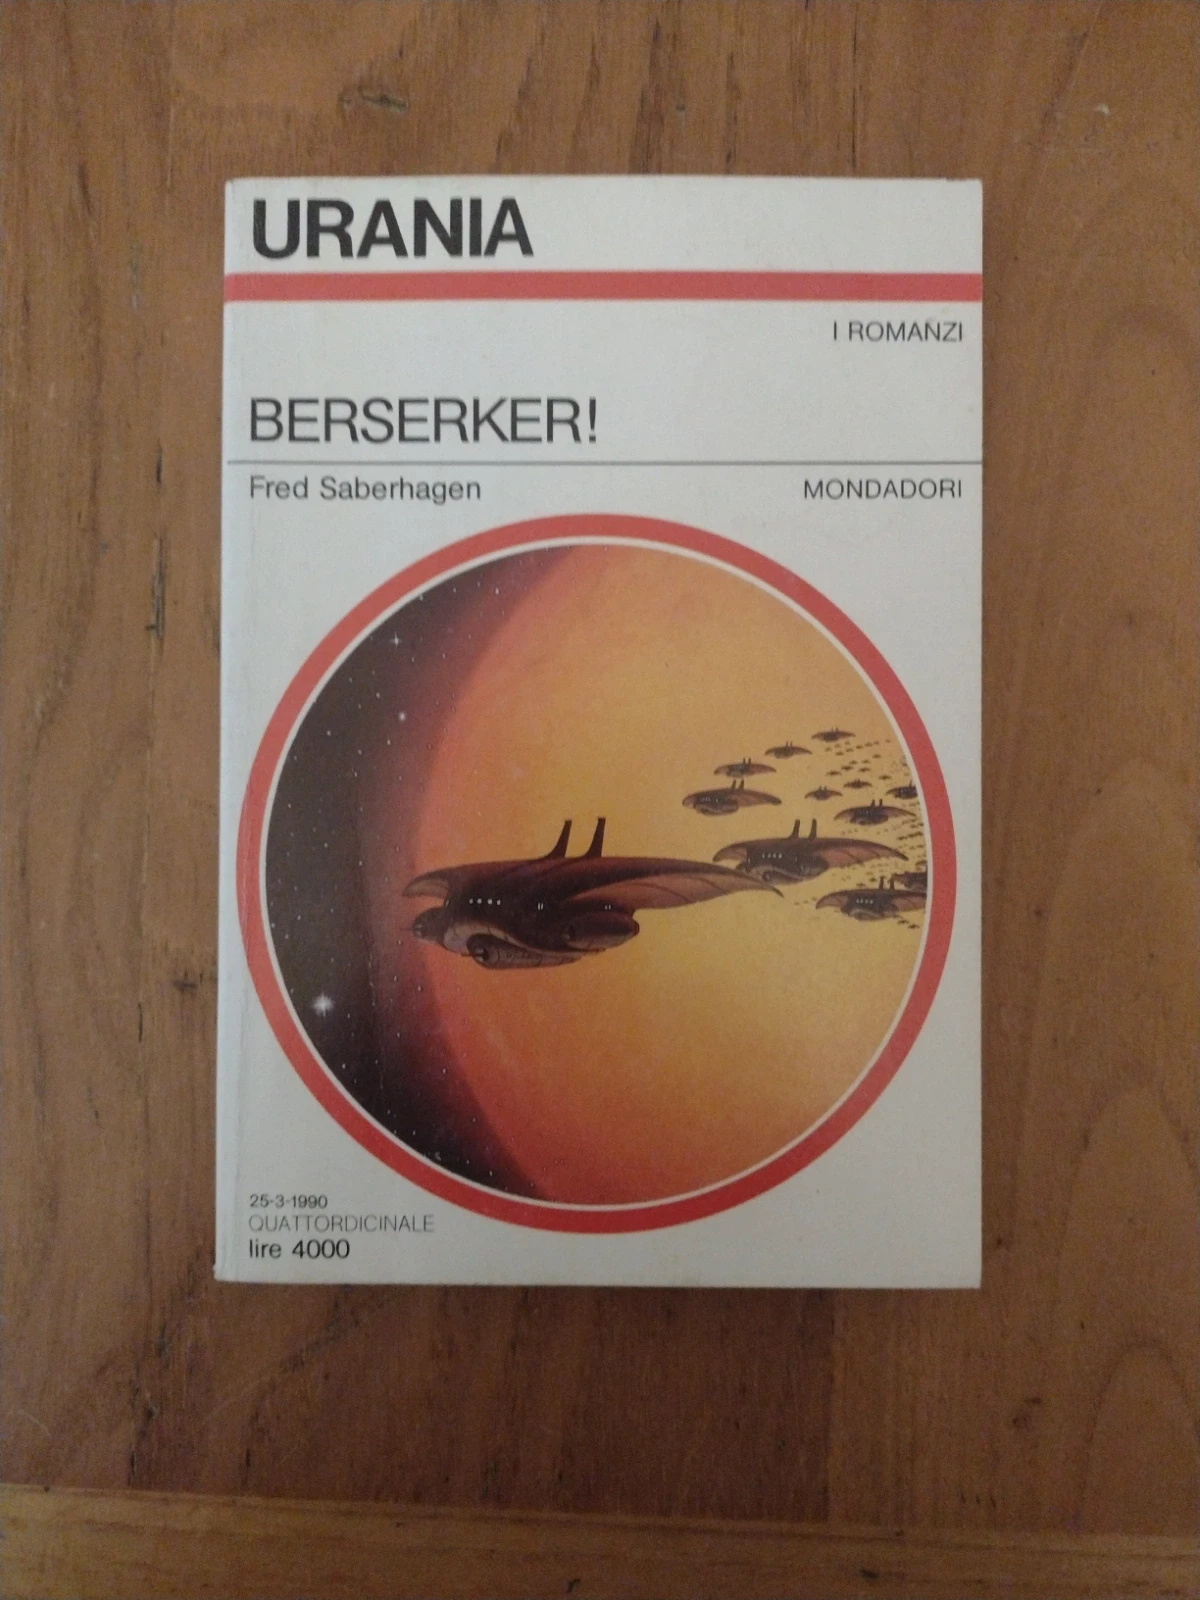 URANIA
I ROMANZI
BERSERKER!
Fred Saberhagen
MONDADORI
25-3-1990
QUATTORDICINALE
lire 4000